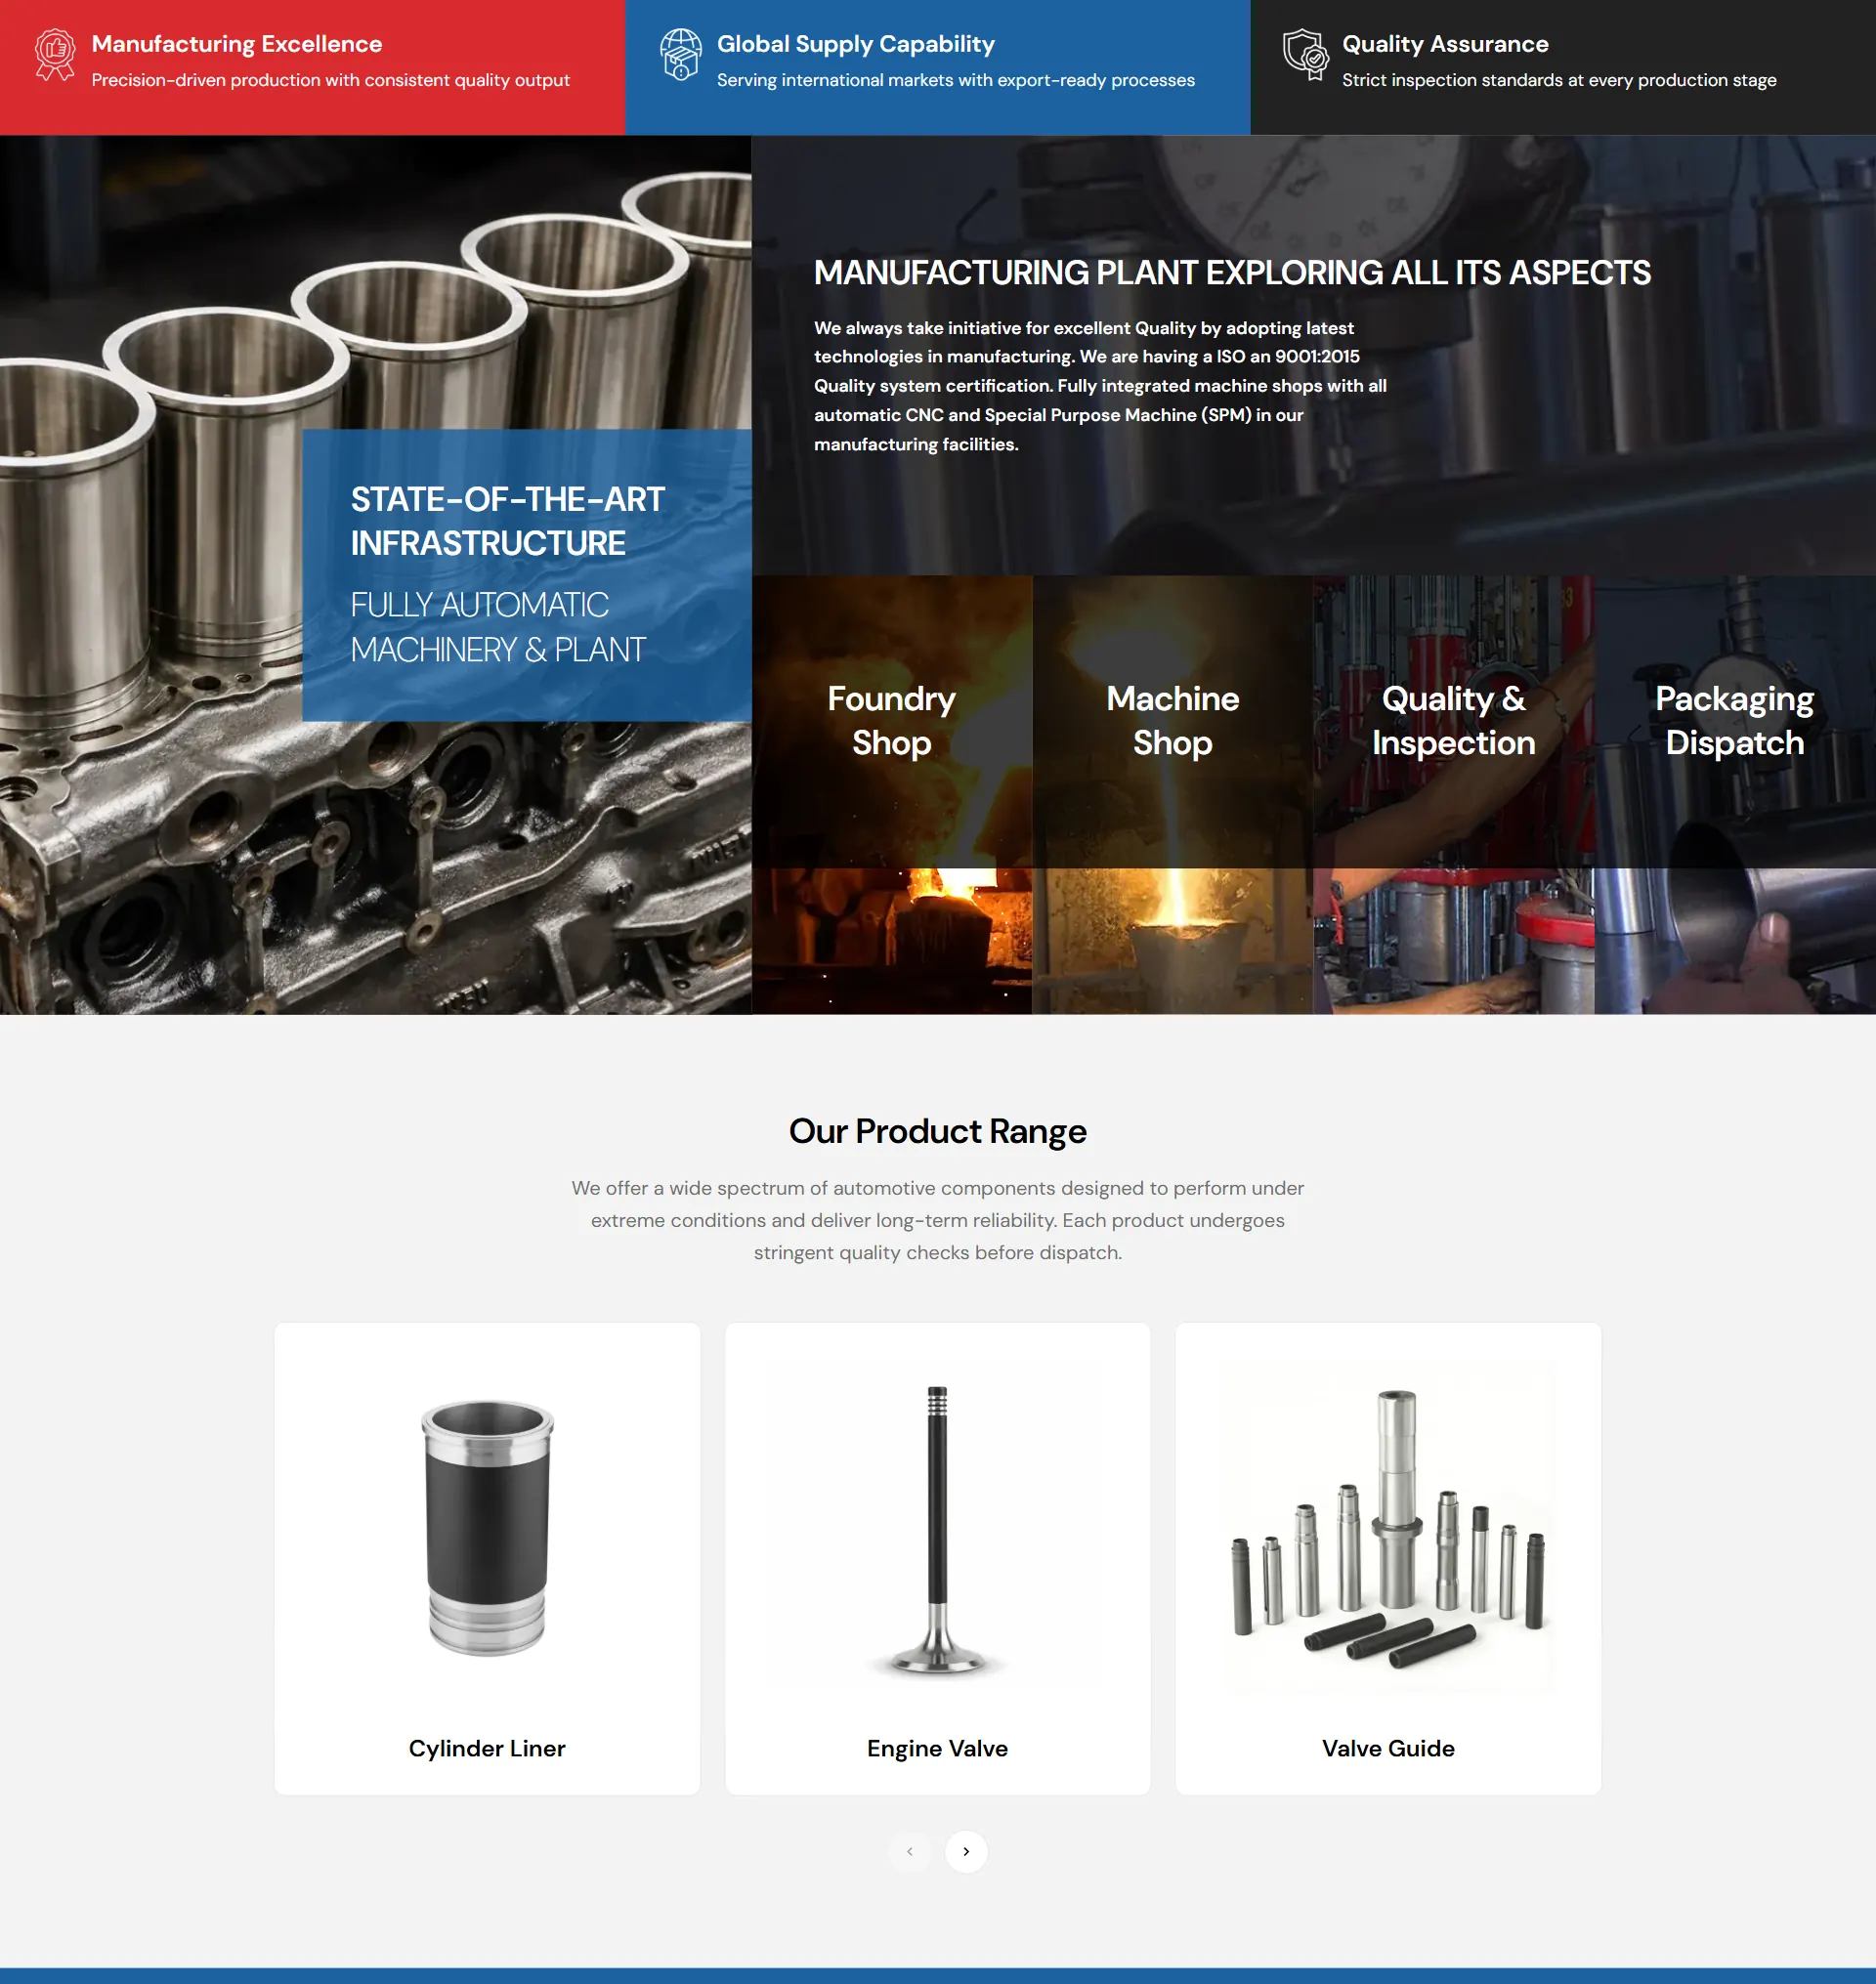 Manufacturing Excellence
Precision-driven production with consistent quality output
Global Supply Capability
Serving international markets with export-ready processes
Quality Assurance
Strict inspection standards at every production stage
STATE-OF-THE-ART
INFRASTRUCTURE
FULLY AUTOMATIC
MACHINERY & PLANT
MANUFACTURING PLANT EXPLORING ALL ITS ASPECTS
We always take initiative for excellent Quality by adopting latest
technologies in manufacturing. We are having a ISO an 9001:2015
Quality system certification. Fully integrated machine shops with all
automatic CNC and Special Purpose Machine (SPM) in our
manufacturing facilities.
Foundry
Shop
Machine
Shop
Quality &
Inspection
Packaging
Dispatch
Our Product Range
We offer a wide spectrum of automotive components designed to perform under
extreme conditions and deliver long-term reliability. Each product undergoes
stringent quality checks before dispatch.
Cylinder Liner
Engine Valve
Valve Guide